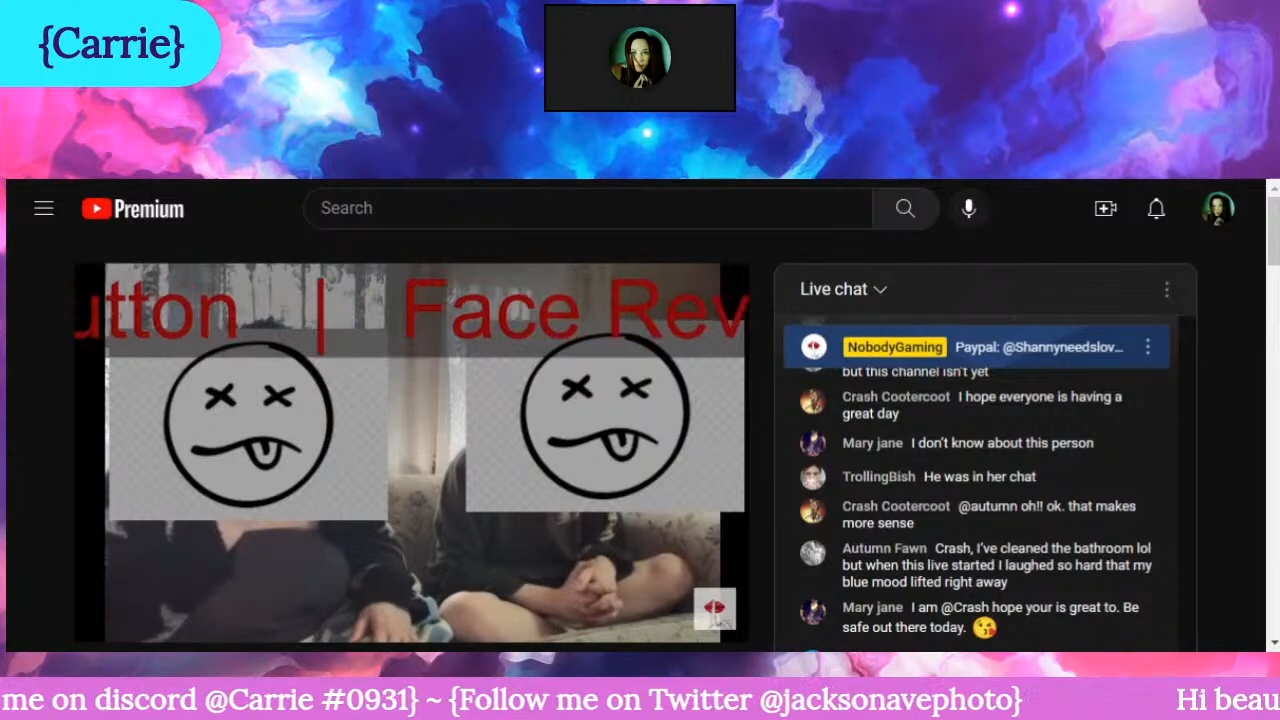 {Carrie}
Premium
Search
utton | Face Rev
Live chat
NobodyGaming Paypal: @Shannyneedslov...
but this channel isn't yet
Crash Cootercoot I hope everyone is having a
great day
Mary jane I don't know about this person
TrollingBish He was in her chat
Crash Cootercoot @autumn oh!! ok. that makes
more sense
Autumn Fawn Crash, I've cleaned the bathroom lol
but when this live started I laughed so hard that my
blue mood lifted right away
Mary jane I am @Crash hope your is great to. Be
safe out there today. 😘
me on discord @Carrie #0931} ~ {Follow me on Twitter @jacksonavephoto} Hi beau